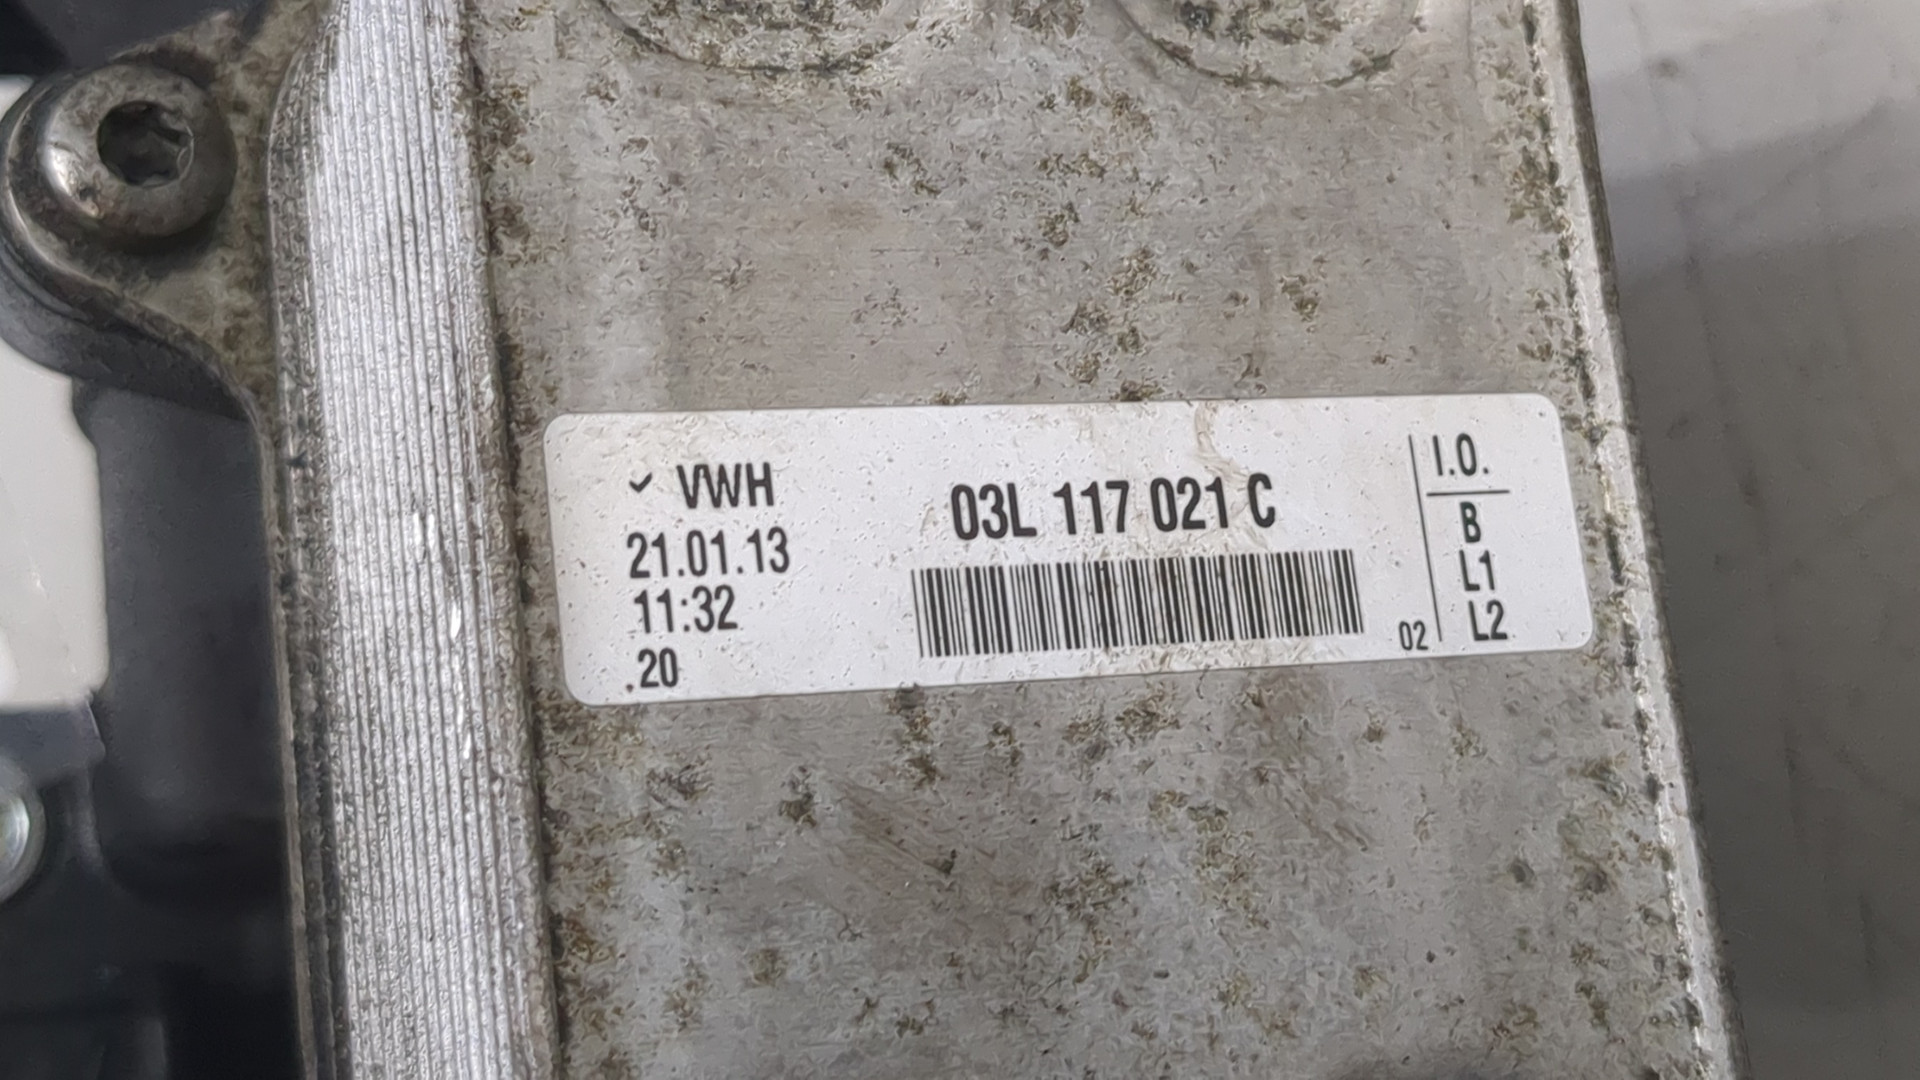 VWH
21.01.13
11:32
.20
03L 117 021 C
02
I.O.
B
L1
L2